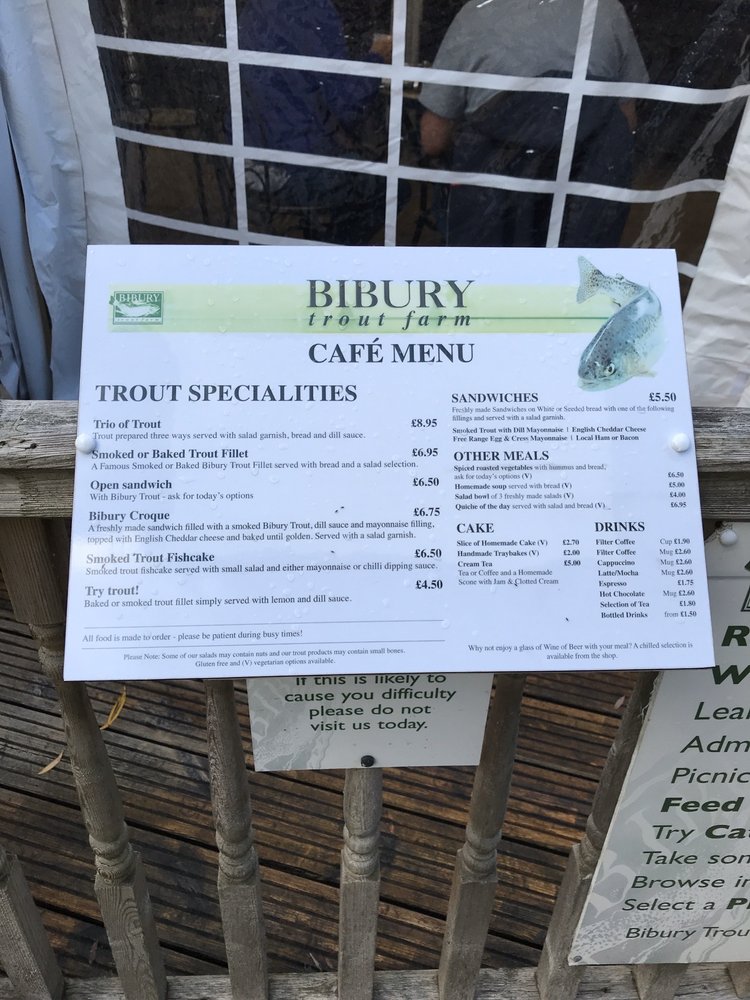 BIBURY
trout farm
BIBURY
trout farm
CAFÉ MENU
TROUT SPECIALITIES
Trio of Trout £8.95
Trout prepared three ways served with salad garnish, bread and dill sauce.
Smoked or Baked Trout Fillet £6.95
A Famous Smoked or Baked Bibury Trout Fillet served with bread and a salad selection.
Open sandwich £6.50
With Bibury Trout - ask for today's options
Bibury Croque £6.75
A freshly made sandwich filled with a smoked Bibury Trout, dill sauce and mayonnaise filling,
topped with English Cheddar cheese and baked until golden. Served with a salad garnish.
Smoked Trout Fishcake £6.50
Smoked trout fishcake served with small salad and either mayonnaise or chilli dipping sauce.
Try trout! £4.50
Baked or smoked trout fillet simply served with lemon and dill sauce.
All food is made to order - please be patient during busy times!
Please Note: Some of our salads may contain nuts and our trout products may contain small bones.
Gluten free and (V) vegetarian options available.
SANDWICHES £5.50
Freshly made Sandwiches on White or Seeded bread with one of the following
fillings and served with a salad garnish.
Smoked Trout with Dill Mayonnaise | English Cheddar Cheese
Free Range Egg & Cress Mayonnaise | Local Ham or Bacon
OTHER MEALS
Spiced roasted vegetables with hummus and bread,
ask for today's options (V) £6.50
Homemade soup served with bread (V) £5.00
Salad bowl of 3 freshly made salads (V) £4.00
Quiche of the day served with salad and bread (V) £6.95
CAKE
Slice of Homemade Cake (V) £2.70
Handmade Traybakes (V) £2.00
Cream Tea £5.00
Tea or Coffee and a Homemade
Scone with Jam & Clotted Cream
DRINKS
Filter Coffee Cup £1.90
Filter Coffee Mug £2.60
Cappuccino Mug £2.60
Latte/Mocha Mug £2.60
Espresso £1.75
Hot Chocolate Mug £2.60
Selection of Tea £1.80
Bottled Drinks from £1.50
Why not enjoy a glass of Wine of Beer with your meal? A chilled selection is
available from the shop.
If this is likely to
cause you difficulty
please do not
visit us today.
R
W
Lea
Adm
Picnic
Feed
Try Cat
Take som
Browse in
Select a Pl
Bibury Trou